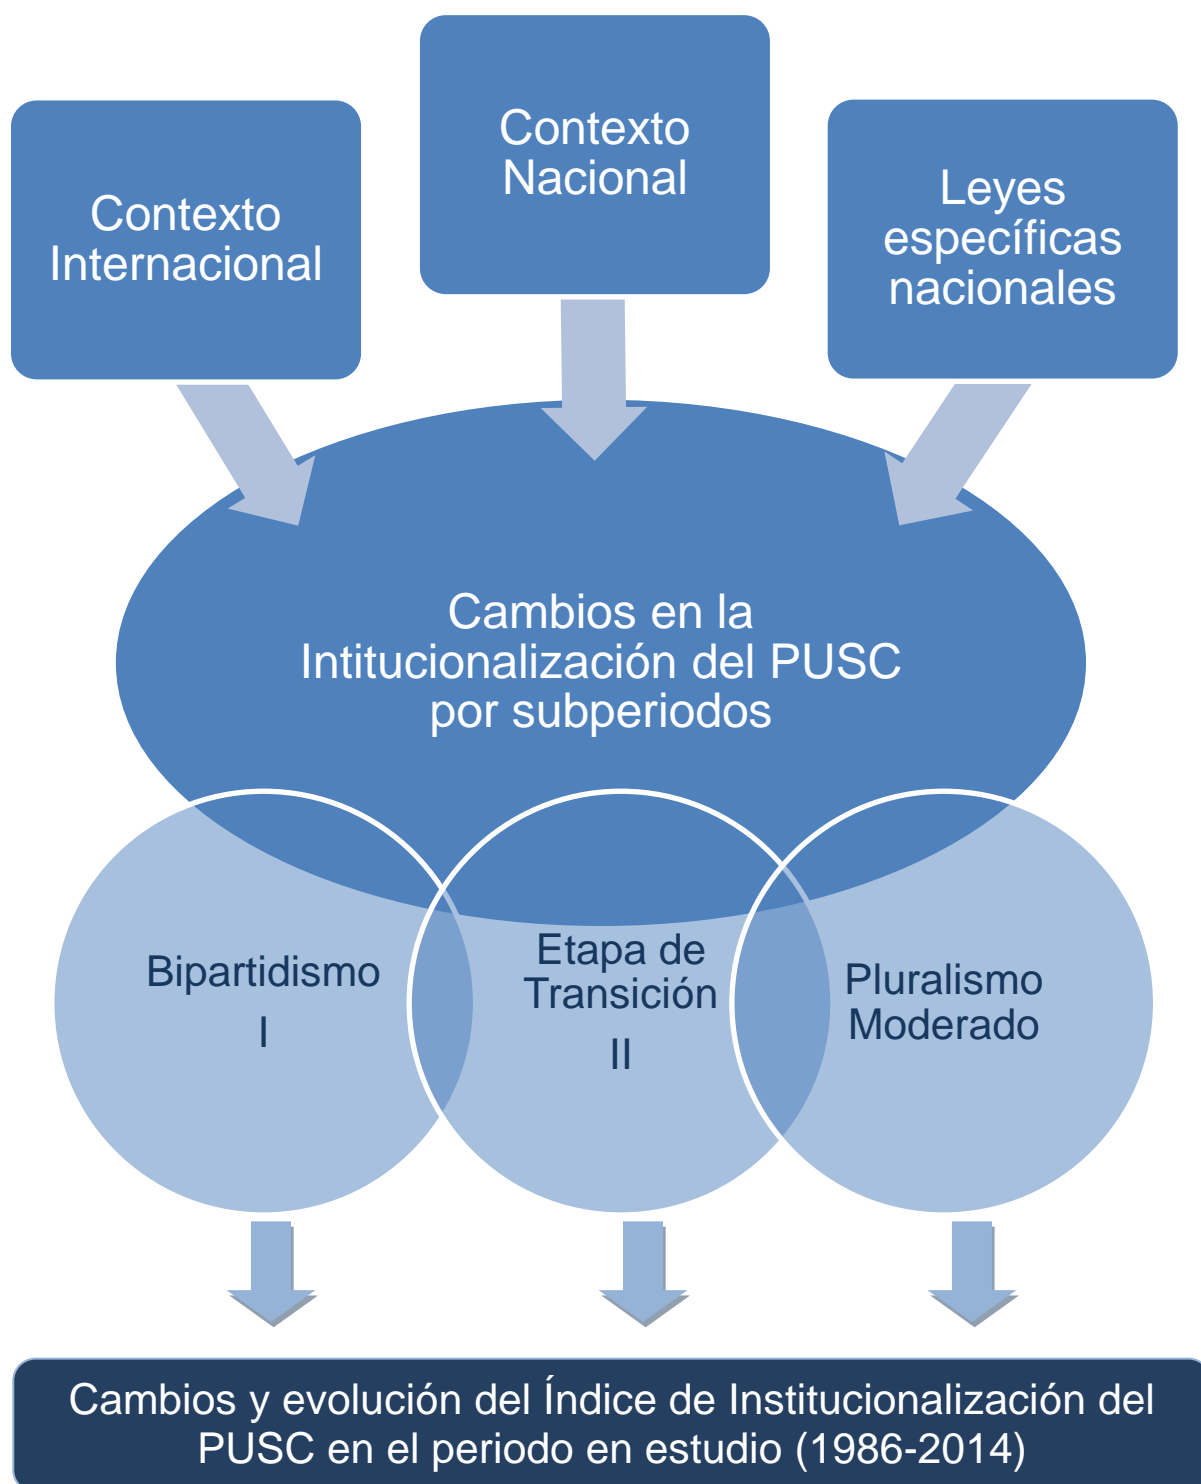 Contexto
Nacional
Contexto
Internacional
Leyes
específicas
nacionales
Cambios en la
Intitucionalización del PUSC
por subperiodos
Bipartidismo
I
Etapa de
Transición
II
Pluralismo
Moderado
Cambios y evolución del Índice de Institucionalización del
PUSC en el periodo en estudio (1986-2014)